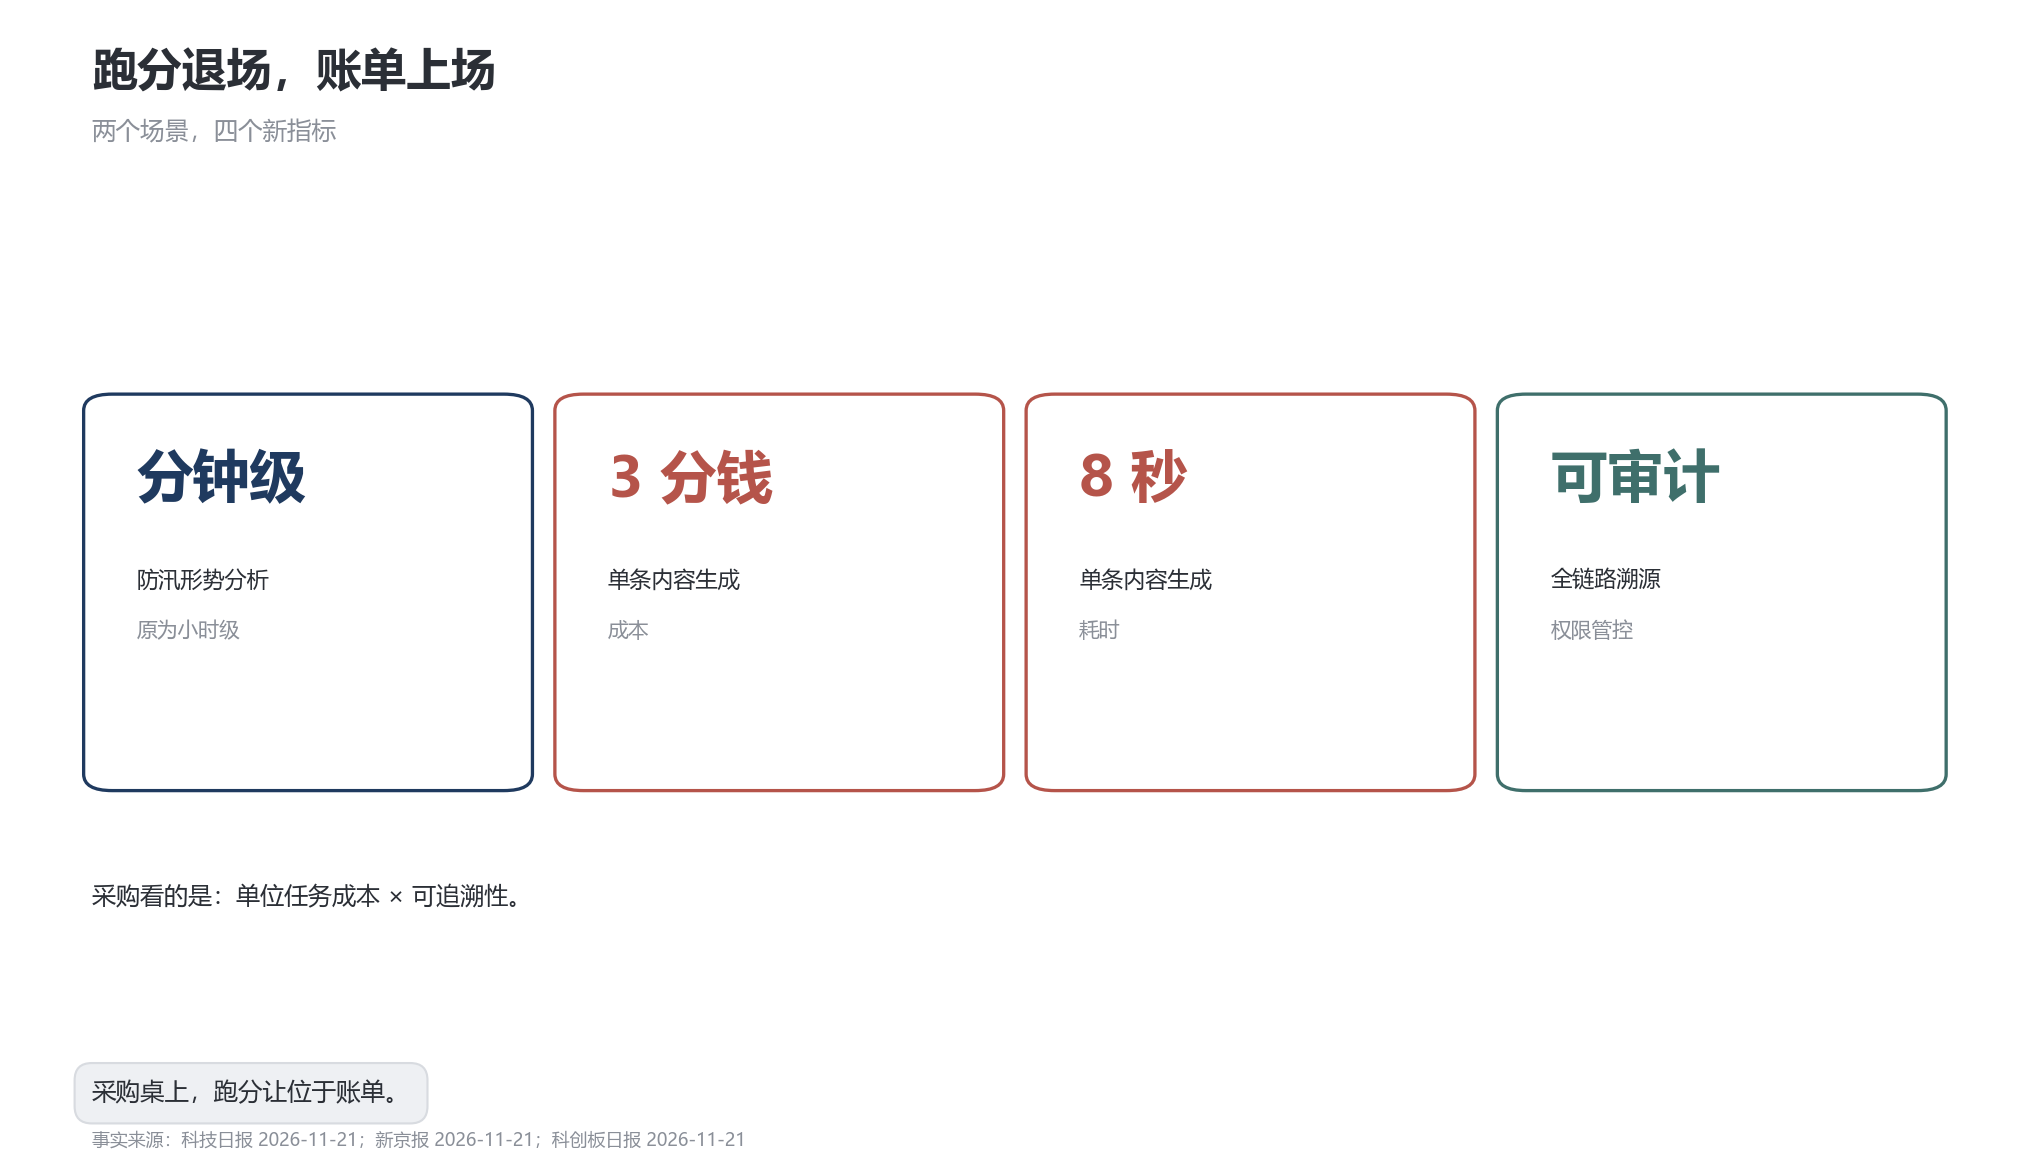 跑分退场，账单上场
两个场景，四个新指标
分钟级
防汛形势分析
原为小时级
3 分钱
单条内容生成
成本
8 秒
单条内容生成
耗时
可审计
全链路溯源
权限管控
采购看的是：单位任务成本 × 可追溯性。
采购桌上，跑分让位于账单。
事实来源：科技日报 2026-11-21；新京报 2026-11-21；科创板日报 2026-11-21